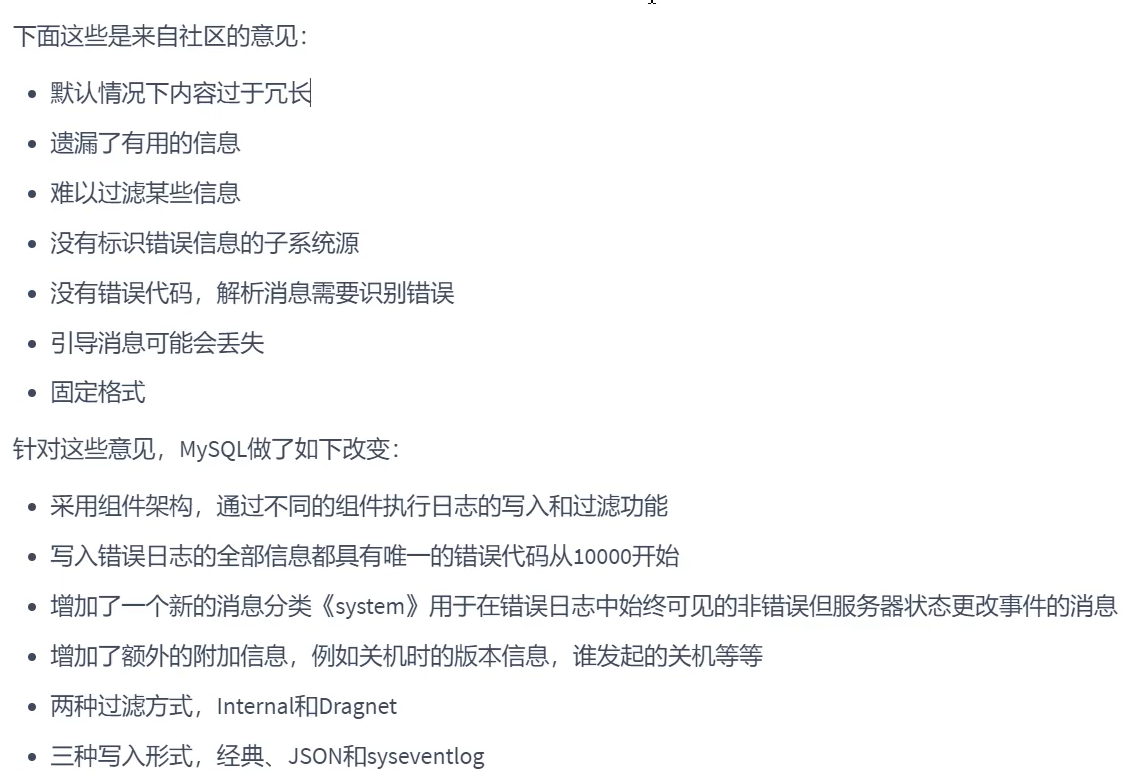 下面这些是来自社区的意见：
• 默认情况下内容过于冗长
• 遗漏了有用的信息
• 难以过滤某些信息
• 没有标识错误信息的子系统源
• 没有错误代码，解析消息需要识别错误
• 引导消息可能会丢失
• 固定格式
针对这些意见，MySQL做了如下改变：
• 采用组件架构，通过不同的组件执行日志的写入和过滤功能
• 写入错误日志的全部信息都具有唯一的错误代码从10000开始
• 增加了一个新的消息分类《system》用于在错误日志中始终可见的非错误但服务器状态更改事件的消息
• 增加了额外的附加信息，例如关机时的版本信息，谁发起的关机等等
• 两种过滤方式，Internal和Dragnet
• 三种写入形式，经典、JSON和syseventlog